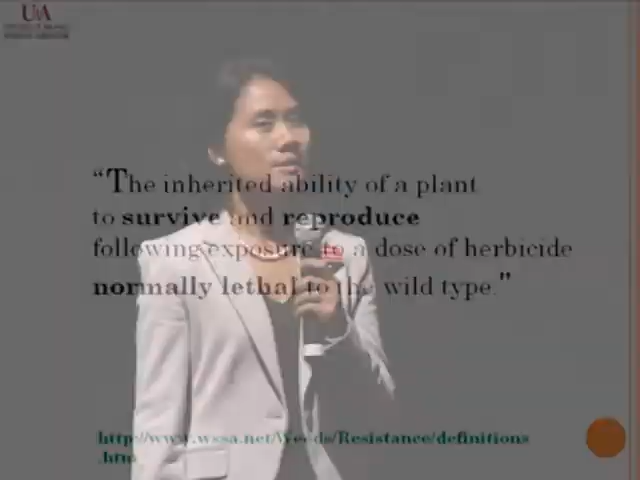 UA
"The inherited ability of a plant
to survive and reproduce
following exposure to a dose of herbicide
normally lethal to the wild type."
http://www.wssa.net/Weeds/Resistance/definitions
.htm